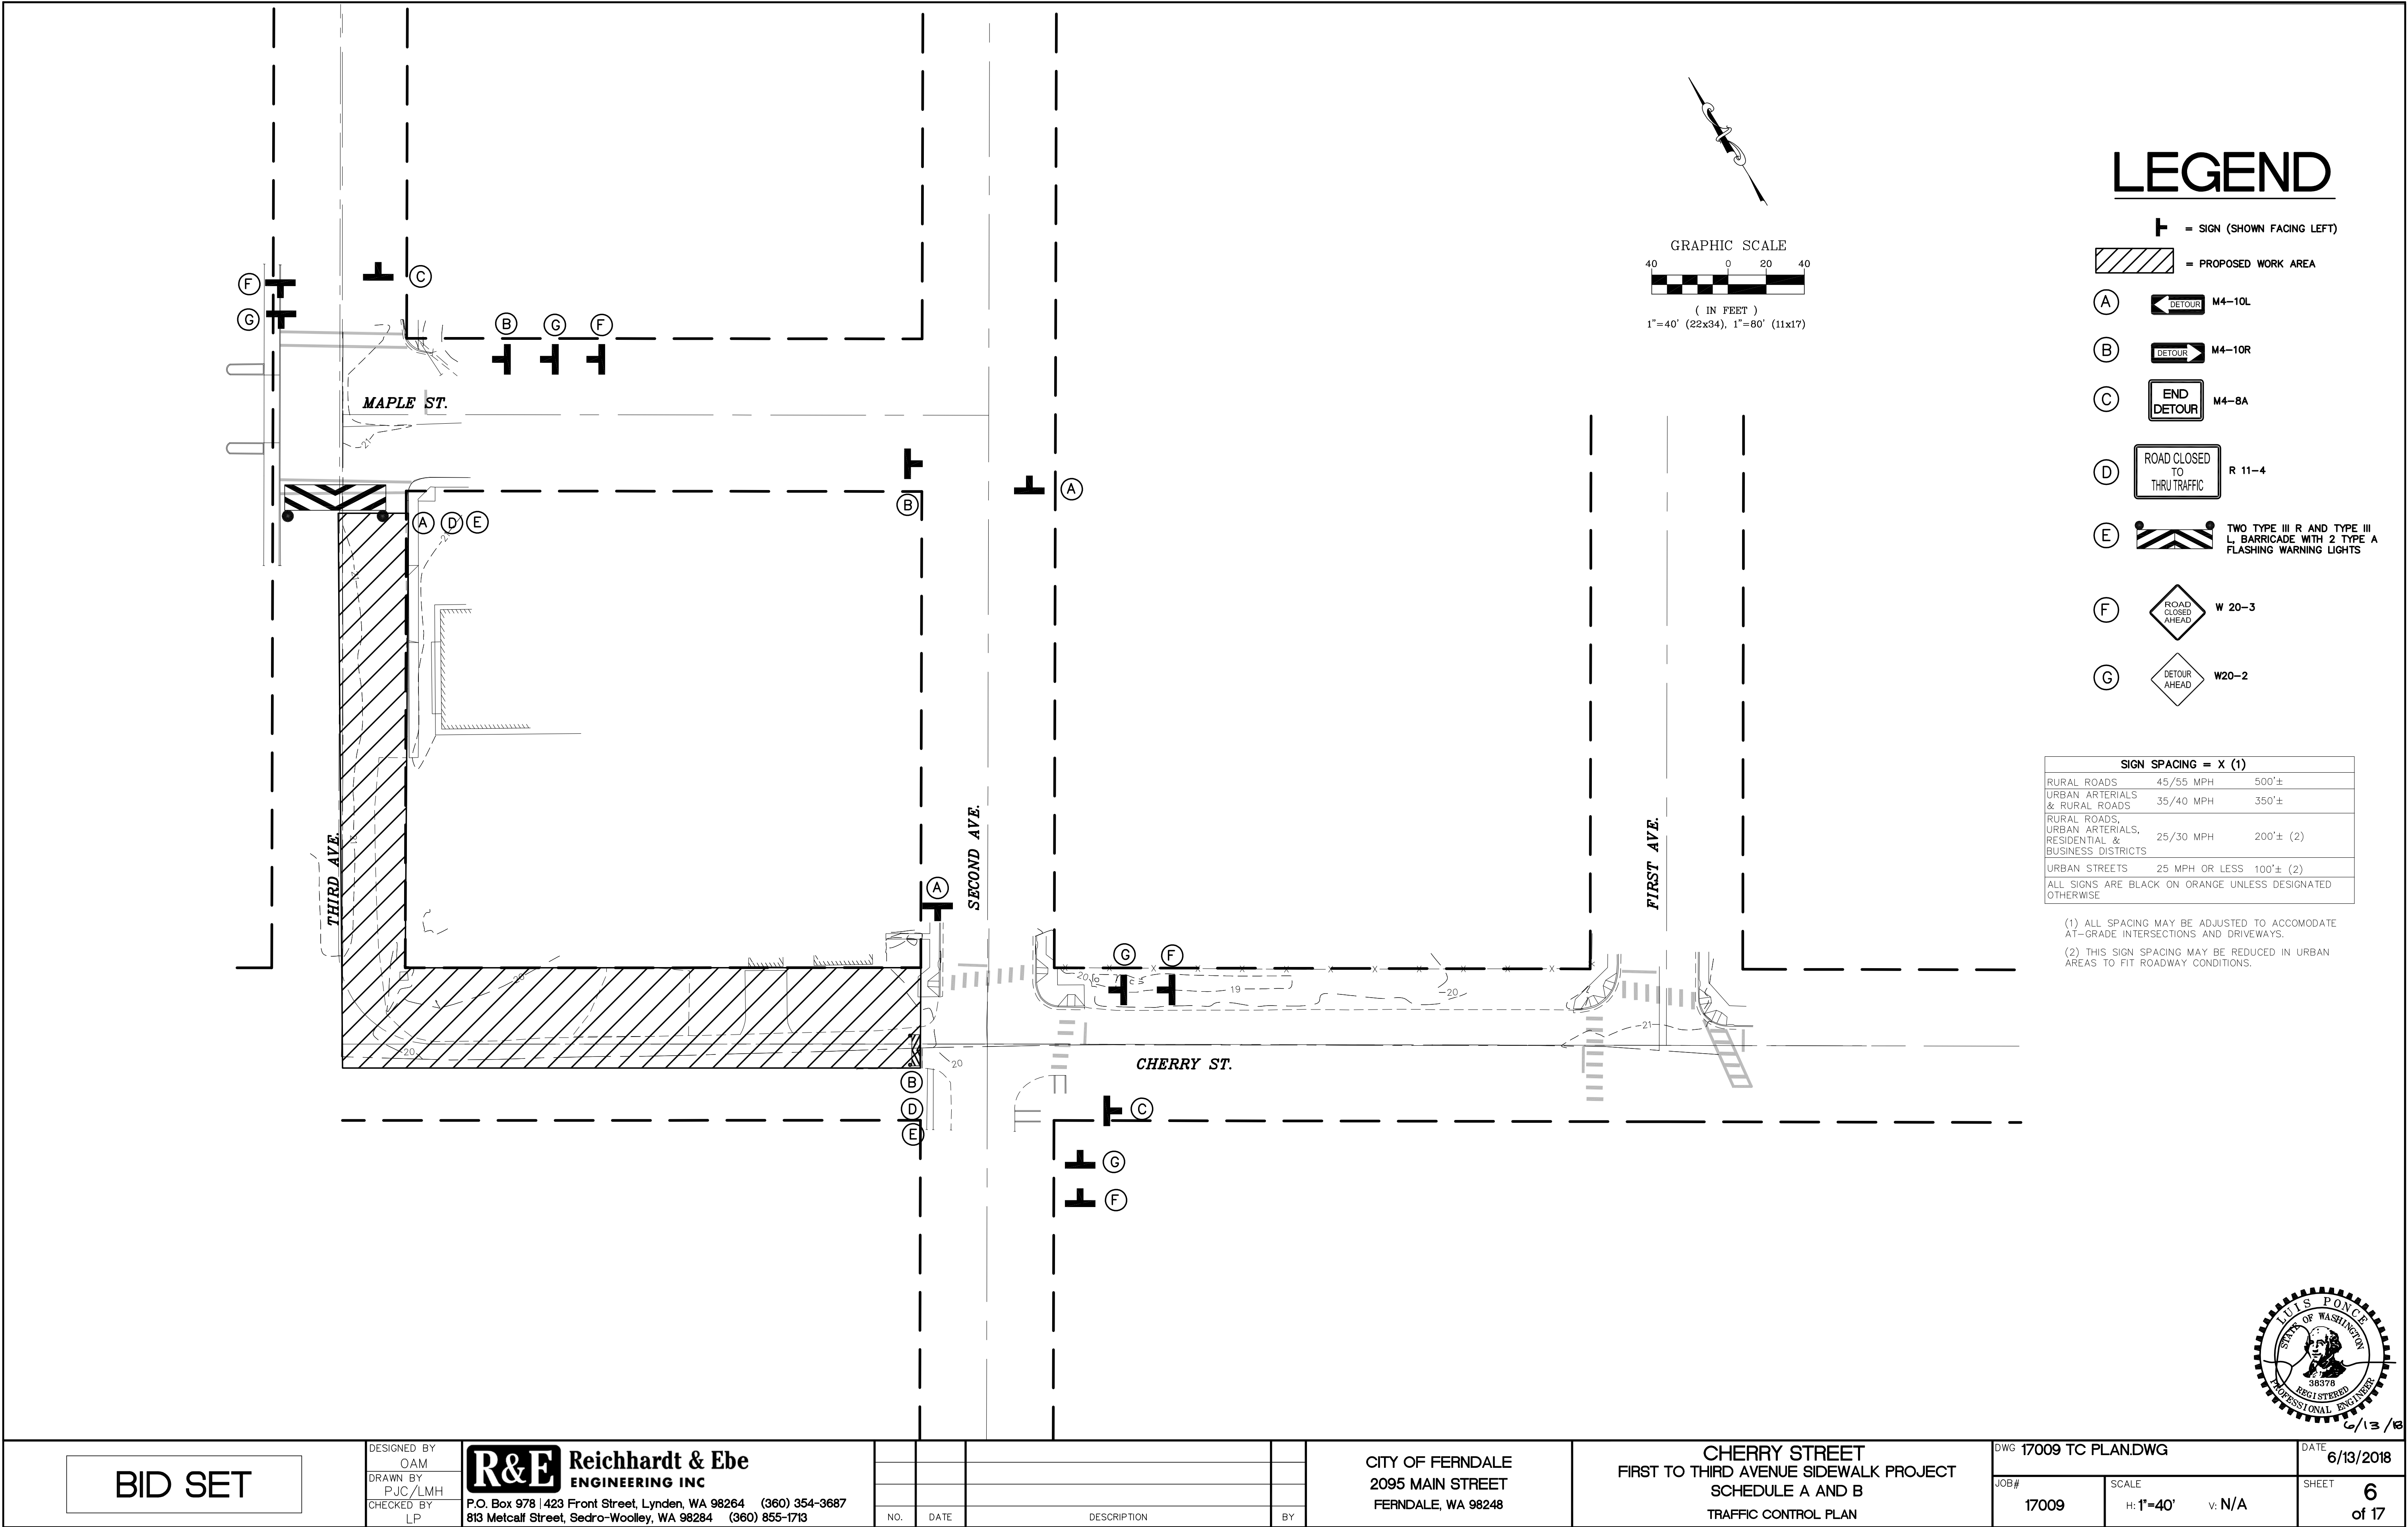 LEGEND
= SIGN (SHOWN FACING LEFT)
= PROPOSED WORK AREA
A DETOUR M4-10L
B DETOUR M4-10R
C END DETOUR M4-8A
D ROAD CLOSED TO THRU TRAFFIC R 11-4
E TWO TYPE III R AND TYPE III
L, BARRICADE WITH 2 TYPE A
FLASHING WARNING LIGHTS
F ROAD CLOSED AHEAD W 20-3
G DETOUR AHEAD W20-2
GRAPHIC SCALE
40 0 20 40
( IN FEET )
1"=40' (22x34), 1"=80' (11x17)
SIGN SPACING = X (1)
RURAL ROADS 45/55 MPH 500'±
URBAN ARTERIALS
& RURAL ROADS 35/40 MPH 350'±
RURAL ROADS,
URBAN ARTERIALS,
RESIDENTIAL &
BUSINESS DISTRICTS 25/30 MPH 200'± (2)
URBAN STREETS 25 MPH OR LESS 100'± (2)
ALL SIGNS ARE BLACK ON ORANGE UNLESS DESIGNATED
OTHERWISE
(1) ALL SPACING MAY BE ADJUSTED TO ACCOMODATE
AT-GRADE INTERSECTIONS AND DRIVEWAYS.
(2) THIS SIGN SPACING MAY BE REDUCED IN URBAN
AREAS TO FIT ROADWAY CONDITIONS.
F
G
C
B G F
MAPLE ST.
21
B
A
A D E
21
THIRD AVE.
SECOND AVE.
FIRST AVE.
A
G F
20
19
20
21
20
20
20
CHERRY ST.
B
D
E
C
G
F
LUIS PONCE
STATE OF WASHINGTON
38378
REGISTERED
PROFESSIONAL ENGINEER
6/13/18
BID SET
DESIGNED BY
OAM
DRAWN BY
PJC/LMH
CHECKED BY
LP
R&E Reichhardt & Ebe
ENGINEERING INC
P.O. Box 978 | 423 Front Street, Lynden, WA 98264 (360) 354-3687
813 Metcalf Street, Sedro-Woolley, WA 98284 (360) 855-1713
NO. DATE DESCRIPTION BY
CITY OF FERNDALE
2095 MAIN STREET
FERNDALE, WA 98248
CHERRY STREET
FIRST TO THIRD AVENUE SIDEWALK PROJECT
SCHEDULE A AND B
TRAFFIC CONTROL PLAN
DWG 17009 TC PLAN.DWG
DATE 6/13/2018
JOB# 17009
SCALE H: 1"=40' V: N/A
SHEET 6 of 17